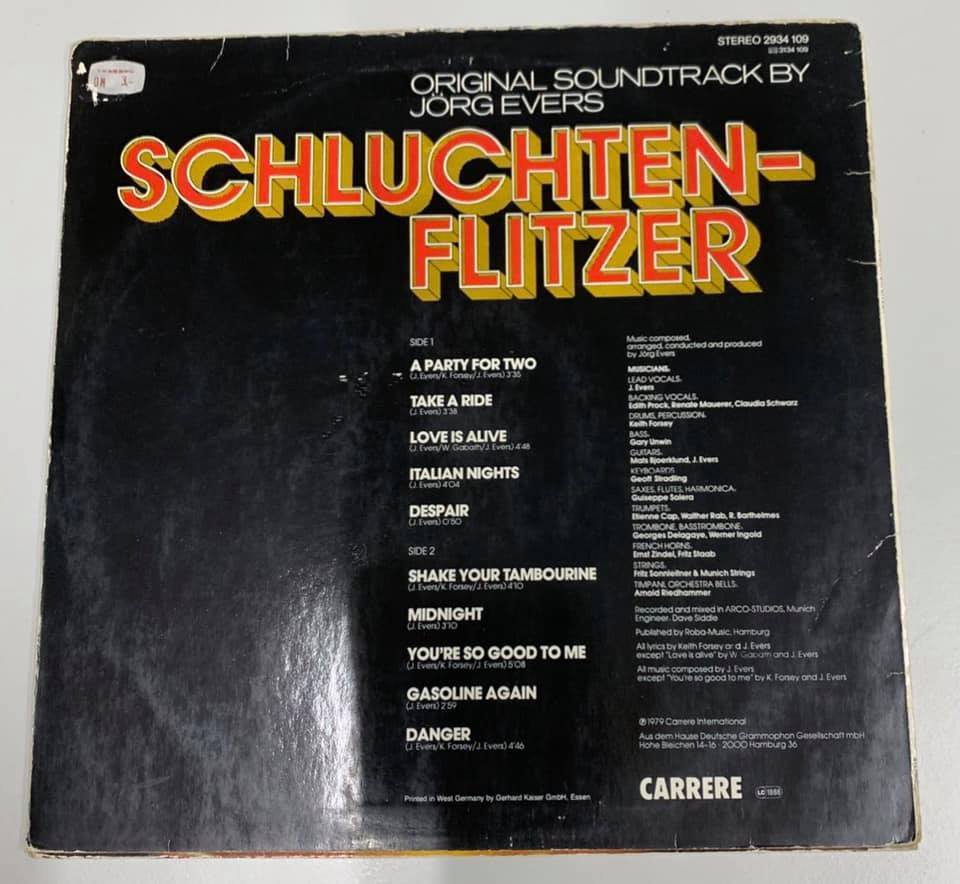 STEREO 2934 109
3134 109
DM 3.-
ORIGINAL SOUNDTRACK BY
JÖRG EVERS
SCHLUCHTEN-
FLITZER
SIDE 1
A PARTY FOR TWO
(J. Evers/K. Forsey/J. Evers) 3'35
TAKE A RIDE
(J. Evers) 3'38
LOVE IS ALIVE
(J. Evers/W. Gabath/J. Evers) 4'48
ITALIAN NIGHTS
(J. Evers) 4'04
DESPAIR
(J. Evers) 0'50
SIDE 2
SHAKE YOUR TAMBOURINE
(J. Evers/K. Forsey/J. Evers) 4'10
MIDNIGHT
(J. Evers) 3'10
YOU'RE SO GOOD TO ME
(J. Evers/K. Forsey/J. Evers) 5'08
GASOLINE AGAIN
(J. Evers) 2'59
DANGER
(J. Evers/K. Forsey/J. Evers) 4'46
Music composed,
arranged, conducted and produced
by Jörg Evers
MUSICIANS.
LEAD VOCALS.
J. Evers
BACKING VOCALS.
Edith Prock, Renate Mauerer, Claudia Schwarz
DRUMS, PERCUSSION.
Keith Forsey
BASS.
Gary Unwin
GUITARS.
Mats Bjoerklund, J. Evers
KEYBOARDS
Geoff Stradling
SAXES, FLUTES, HARMONICA.
Guiseppe Solera
TRUMPETS.
Etienne Cap, Walther Rab, R. Barthelmes
TROMBONE, BASSTROMBONE.
Georges Delagaye, Werner Ingold
FRENCH HORNS.
Ernst Zindel, Fritz Staab
STRINGS.
Fritz Sonnleitner & Munich Strings
TIMPANI, ORCHESTRA BELLS.
Arnold Riedhammer
Recorded and mixed in ARCO-STUDIOS, Munich
Engineer: Dave Siddle
Published by Roba-Music, Hamburg
All lyrics by Keith Forsey and J. Evers
except "Love is alive" by W. Gabath and J. Evers
All music composed by J. Evers
except "You're so good to me" by K. Forsey and J. Evers
℗ 1979 Carrere International
Aus dem Hause Deutsche Grammophon Gesellschaft mbH
Hohe Bleichen 14-16 · 2000 Hamburg 36
CARRERE
LC
Printed in West Germany by Gerhard Kaiser GmbH, Essen